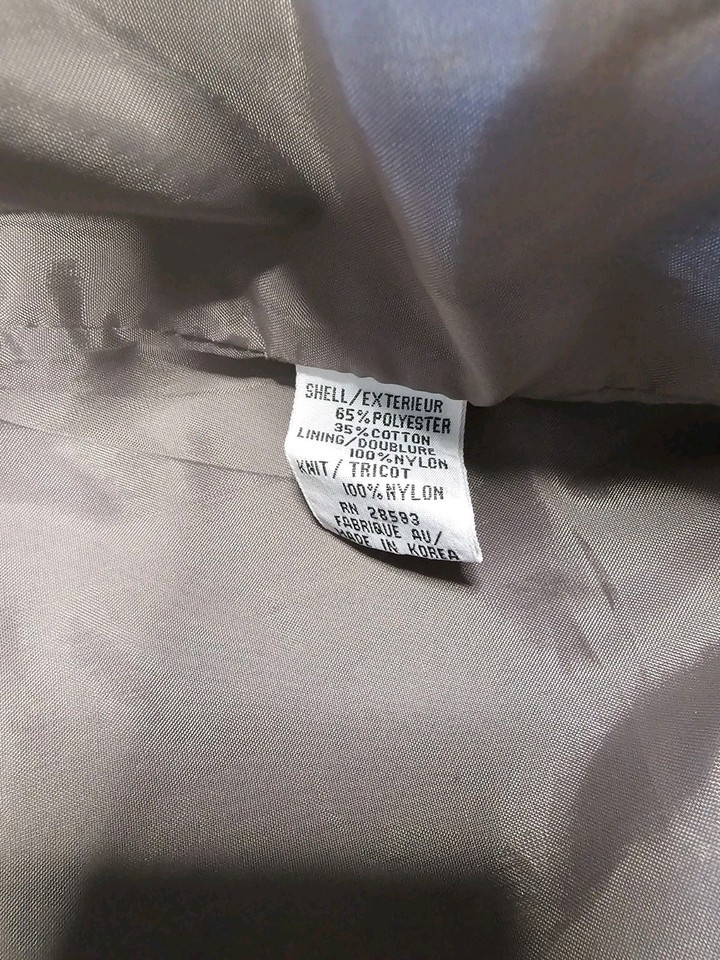 SHELL/EXTERIEUR
65%POLYESTER
35%COTTON
LINING/DOUBLURE
100%NYLON
KNIT/TRICOT
100%NYLON
RN 28593
FABRIQUE AU/
MADE IN KOREA